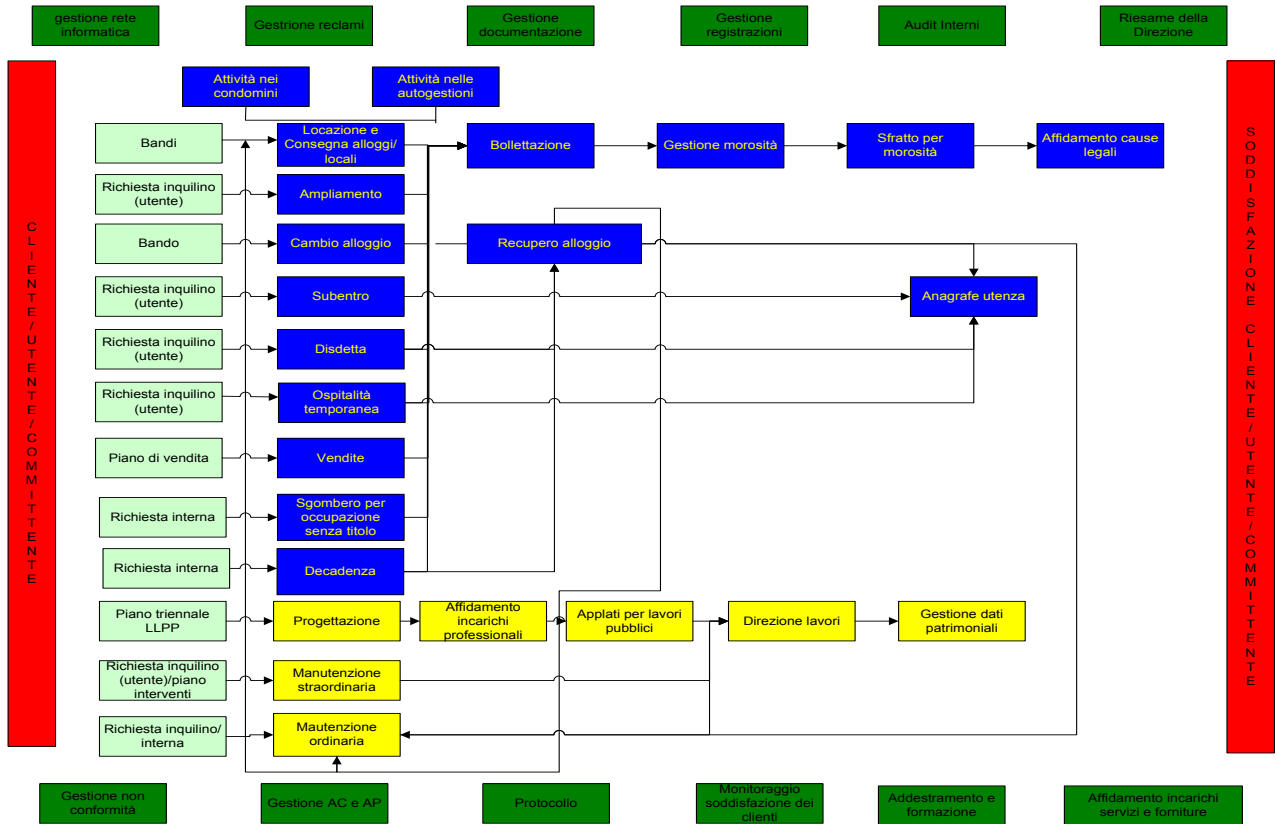 gestione rete
informatica
Gestrione reclami
Gestione
documentazione
Gestione
registrazioni
Audit Interni
Riesame della
Direzione
CLIENTE/UTENTE/COMMITTENTE
SODDISFAZIONE CLIENTE/UTENTE/COMMITTENTE
Attività nei
condomini
Attività nelle
autogestioni
Bandi
Locazione e
Consegna alloggi/
locali
Bollettazione
Gestione morosità
Sfratto per
morosità
Affidamento cause
legali
Richiesta inquilino
(utente)
Ampliamento
Bando
Cambio alloggio
Recupero alloggio
Richiesta inquilino
(utente)
Subentro
Anagrafe utenza
Richiesta inquilino
(utente)
Disdetta
Richiesta inquilino
(utente)
Ospitalità
temporanea
Piano di vendita
Vendite
Richiesta interna
Sgombero per
occupazione
senza titolo
Richiesta interna
Decadenza
Piano triennale
LLPP
Progettazione
Affidamento
incarichi
professionali
Applati per lavori
pubblici
Direzione lavori
Gestione dati
patrimoniali
Richiesta inquilino
(utente)/piano
interventi
Manutenzione
straordinaria
Richiesta inquilino/
interna
Mautenzione
ordinaria
Gestione non
conformità
Gestione AC e AP
Protocollo
Monitoraggio
soddisfazione dei
clienti
Addestramento e
formazione
Affidamento incarichi
servizi e forniture